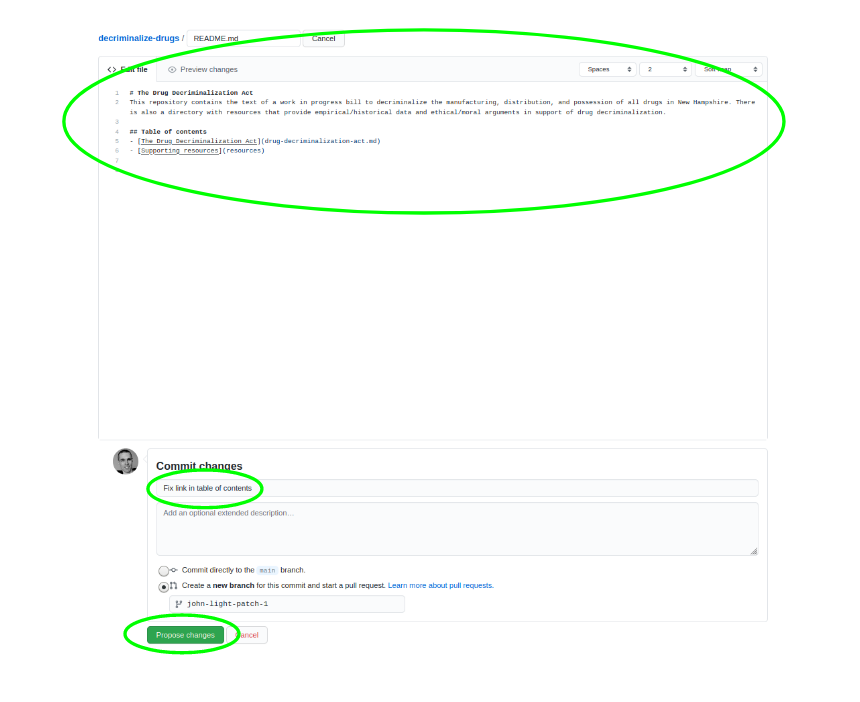 decriminalize-drugs / README.md Cancel
Edit file Preview changes Spaces 2 Soft wrap
1 # The Drug Decriminalization Act
2 This repository contains the text of a work in progress bill to decriminalize the manufacturing, distribution, and possession of all drugs in New Hampshire. There
is also a directory with resources that provide empirical/historical data and ethical/moral arguments in support of drug decriminalization.
3
4 ## Table of contents
5 - [The Drug Decriminalization Act](drug-decriminalization-act.md)
6 - [Supporting resources](resources)
7
Commit changes
Fix link in table of contents
Add an optional extended description…
Commit directly to the main branch.
Create a new branch for this commit and start a pull request. Learn more about pull requests.
john-light-patch-1
Propose changes Cancel